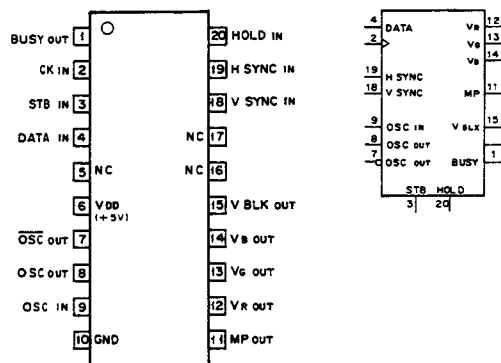 BUSY OUT 1
20 HOLD IN
CK IN 2
19 H SYNC IN
STB IN 3
18 V SYNC IN
DATA IN 4
NC 17
5 NC
NC 16
6 VDD
(+5V)
15 V BLK OUT
OSC OUT 7
14 VB OUT
OSC OUT 8
13 VG OUT
OSC IN 9
12 VR OUT
10 GND
11 MP OUT
4 DATA
VR 12
2
VG 13
VB 14
19 H SYNC
18 V SYNC
MP 11
9 OSC IN
V BLK 15
8 OSC OUT
7 OSC OUT
BUSY 1
STB HOLD
3 20